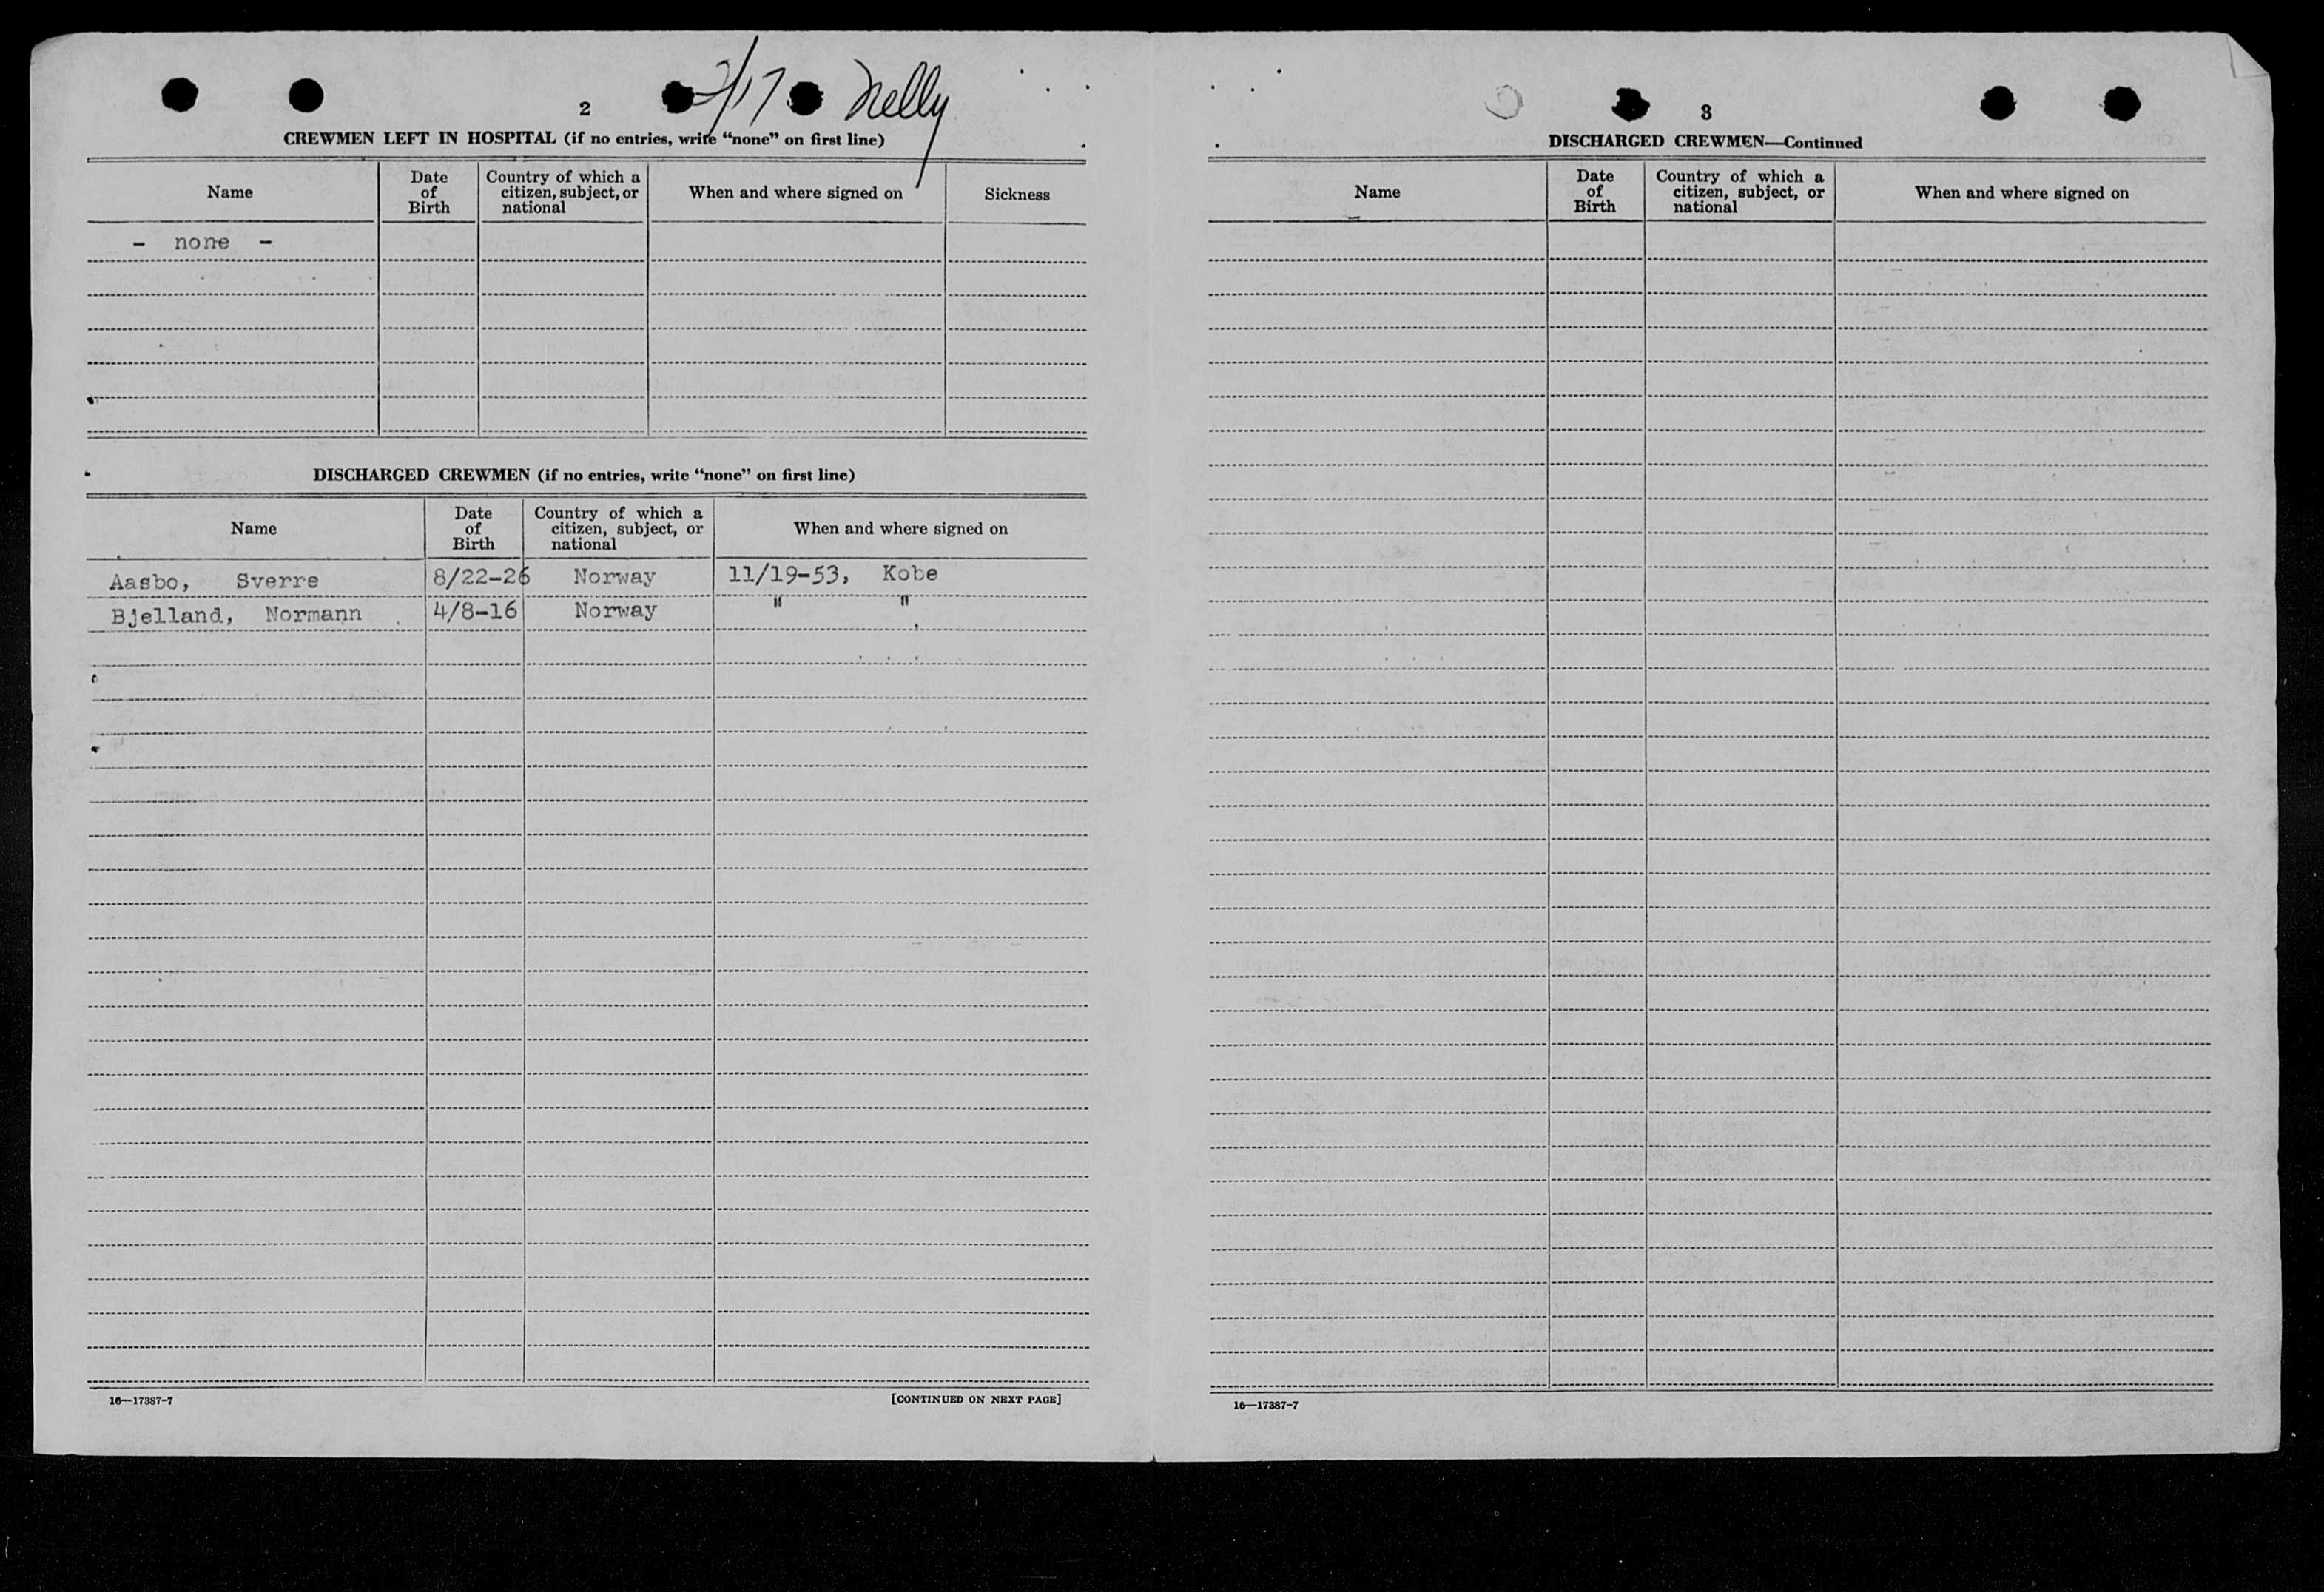 2/17 Nelly
2
CREWMEN LEFT IN HOSPITAL (if no entries, write “none” on first line)
Name
Date of Birth
Country of which a citizen, subject, or national
When and where signed on
Sickness
- none -
DISCHARGED CREWMEN (if no entries, write “none” on first line)
Name
Date of Birth
Country of which a citizen, subject, or national
When and where signed on
Aasbo, Sverre 8/22-26 Norway 11/19-53, Kobe
Bjelland, Normann 4/8-16 Norway " "
16—17387-7
[CONTINUED ON NEXT PAGE]
3
DISCHARGED CREWMEN—Continued
Name
Date of Birth
Country of which a citizen, subject, or national
When and where signed on
16—17387-7